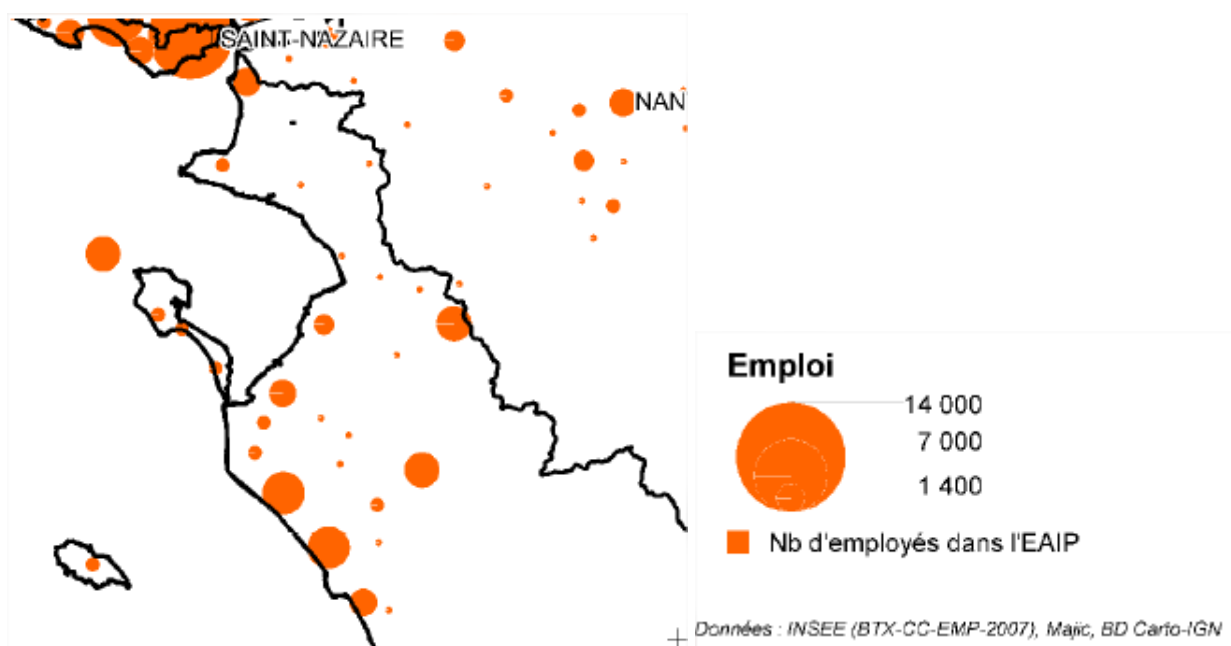 SAINT-NAZAIRE
NAN
Emploi
14 000
7 000
1 400
Nb d'employés dans l'EAIP
Données : INSEE (BTX-CC-EMP-2007), Majic, BD Carto-IGN